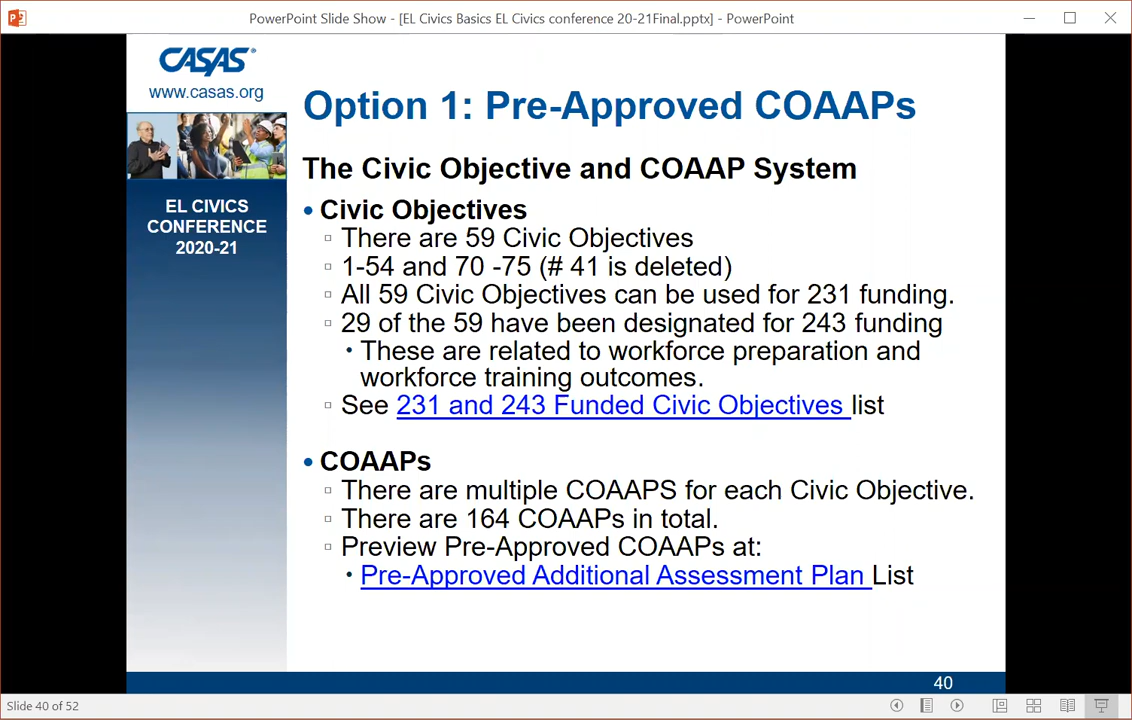 PowerPoint Slide Show - [EL Civics Basics EL Civics conference 20-21Final.pptx] - PowerPoint
CASAS®
www.casas.org
EL CIVICS
CONFERENCE
2020-21
Option 1: Pre-Approved COAAPs
The Civic Objective and COAAP System
• Civic Objectives
▫ There are 59 Civic Objectives
▫ 1-54 and 70 -75 (# 41 is deleted)
▫ All 59 Civic Objectives can be used for 231 funding.
▫ 29 of the 59 have been designated for 243 funding
• These are related to workforce preparation and
workforce training outcomes.
▫ See 231 and 243 Funded Civic Objectives list
• COAAPs
▫ There are multiple COAAPS for each Civic Objective.
▫ There are 164 COAAPs in total.
▫ Preview Pre-Approved COAAPs at:
• Pre-Approved Additional Assessment Plan List
40
Slide 40 of 52